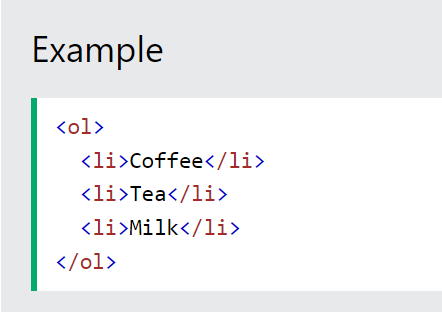 Example
<ol>
  <li>Coffee</li>
  <li>Tea</li>
  <li>Milk</li>
</ol>